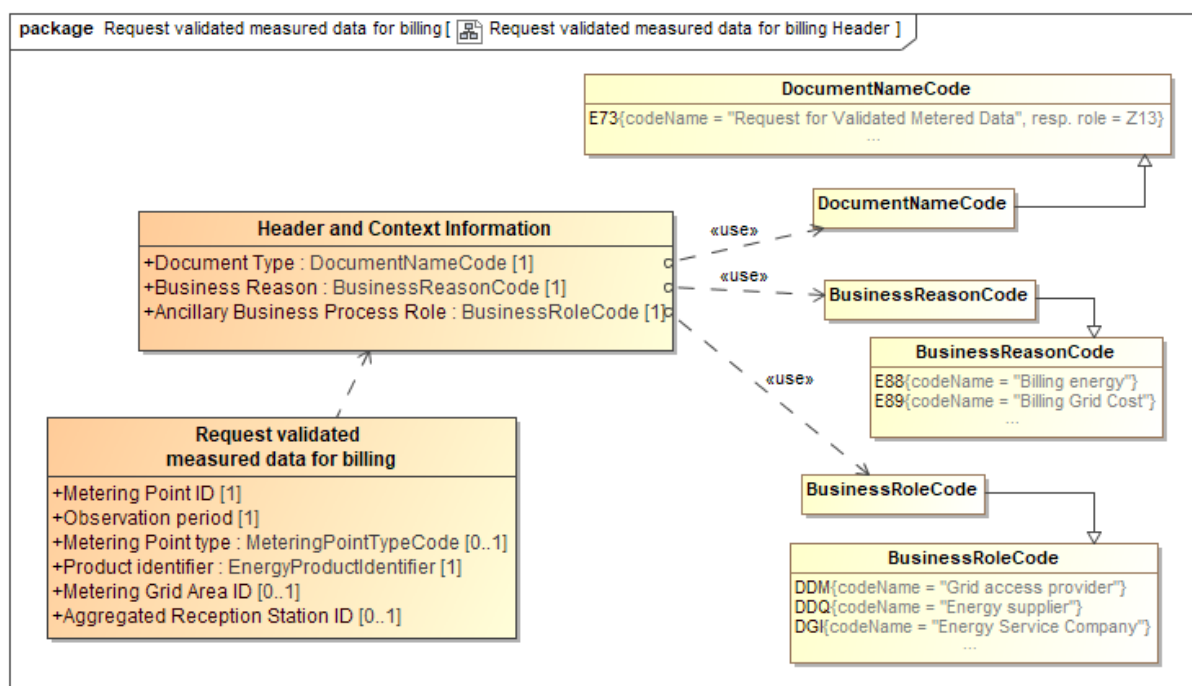 package Request validated measured data for billing [ Request validated measured data for billing Header ]
DocumentNameCode
E73{codeName = "Request for Validated Metered Data", resp. role = Z13}
...
DocumentNameCode
«use»
Header and Context Information
+Document Type : DocumentNameCode [1]
+Business Reason : BusinessReasonCode [1]
+Ancillary Business Process Role : BusinessRoleCode [1]
«use»
BusinessReasonCode
BusinessReasonCode
E88{codeName = "Billing energy"}
E89{codeName = "Billing Grid Cost"}
...
«use»
Request validated
measured data for billing
+Metering Point ID [1]
+Observation period [1]
+Metering Point type : MeteringPointTypeCode [0..1]
+Product identifier : EnergyProductIdentifier [1]
+Metering Grid Area ID [0..1]
+Aggregated Reception Station ID [0..1]
BusinessRoleCode
BusinessRoleCode
DDM{codeName = "Grid access provider"}
DDQ{codeName = "Energy supplier"}
DGI{codeName = "Energy Service Company"}
...